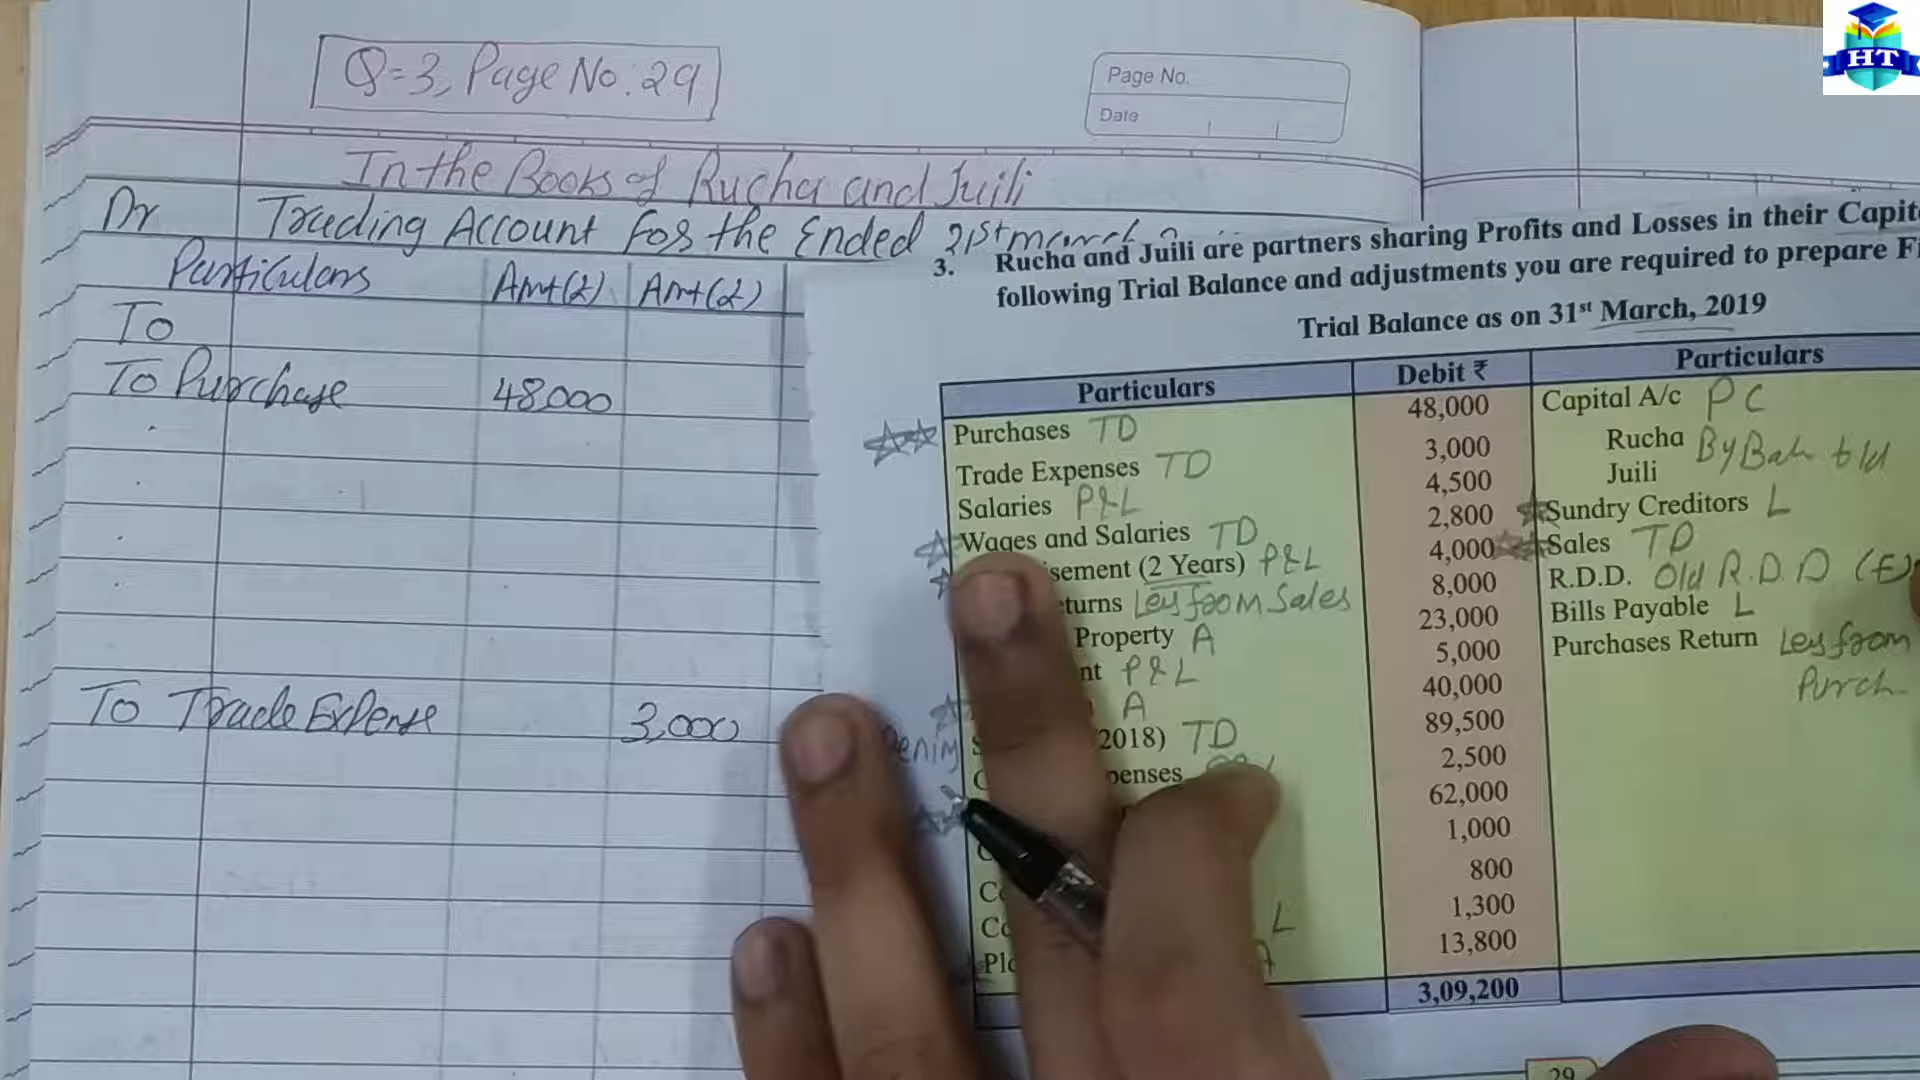 HT
Q=3, Page No: 29
Page No.
Date
In the Books of Rucha and Juili
Dr Trading Account For the Ended 31st march
Particulars Amt(₹) Amt(₹)
To
To Purchase 48,000
To Trade Expense 3,000
3. Rucha and Juili are partners sharing Profits and Losses in their
following Trial Balance and adjustments you are required to prepare
Trial Balance as on 31st March, 2019
Particulars Debit ₹ Particulars
Purchases TD 48,000 Capital A/c PC
Trade Expenses TD 3,000 Rucha
Salaries P&L 4,500 Juili
Wages and Salaries TD 2,800 Sundry Creditors L
isement (2 Years) P&L 4,000 Sales TD
turns Less from Sales 8,000 R.D.D. Old R.D.D
Property A 23,000 Bills Payable L
nt P&L 5,000 Purchases Return Less from
Purch.
A 40,000
2018) TD 89,500
penses 2,500
62,000
1,000
800
L 1,300
A 13,800
3,09,200
29